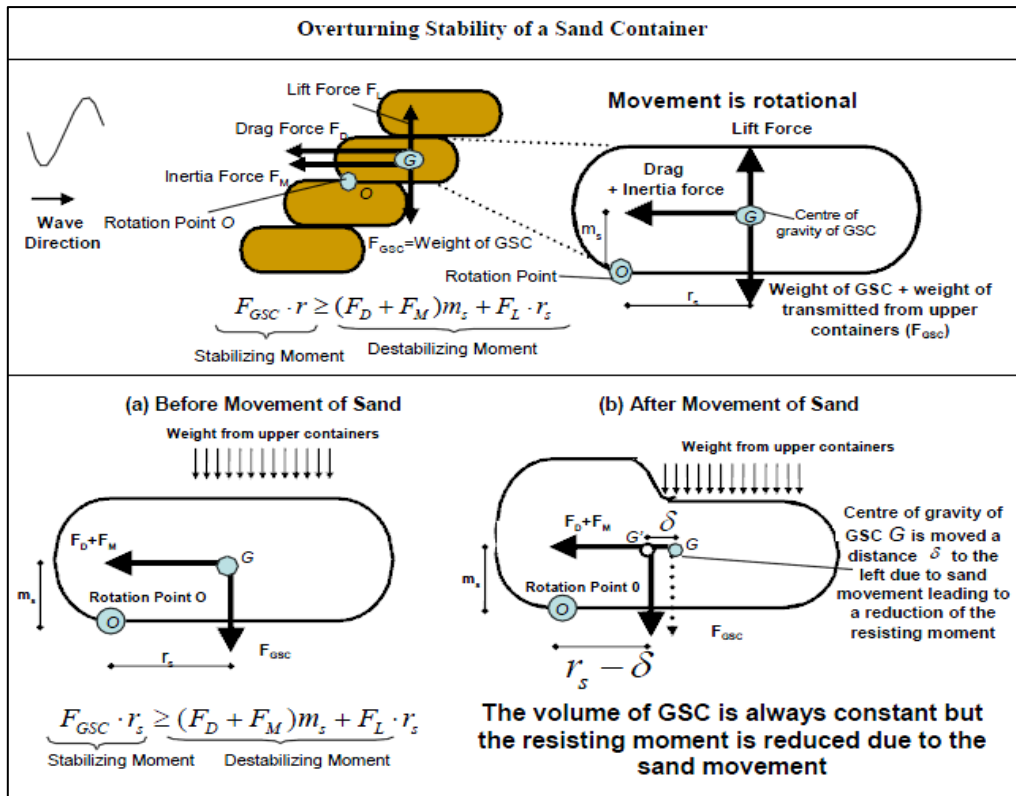 Overturning Stability of a Sand Container
Lift Force F_L
Drag Force F_D
Inertia Force F_M
Rotation Point O
Wave
Direction
G
O
F_GSC=Weight of GSC
F_GSC · r ≥ (F_D + F_M)m_s + F_L · r_s
Stabilizing Moment
Destabilizing Moment
Movement is rotational
Lift Force
Drag
+ Inertia force
G
Centre of
gravity of GSC
m_s
O
Rotation Point
r_s
Weight of GSC + weight of
transmitted from upper
containers (F_GSC)
(a) Before Movement of Sand
Weight from upper containers
F_D+F_M
G
m_s
Rotation Point O
O
F_GSC
r_s
F_GSC · r_s ≥ (F_D + F_M)m_s + F_L · r_s
Stabilizing Moment
Destabilizing Moment
(b) After Movement of Sand
Weight from upper containers
F_D+F_M
δ
G'
G
m_s
Rotation Point 0
O
F_GSC
r_s − δ
Centre of gravity of
GSC G is moved a
distance δ to the
left due to sand
movement leading to
a reduction of the
resisting moment
The volume of GSC is always constant but
the resisting moment is reduced due to the
sand movement